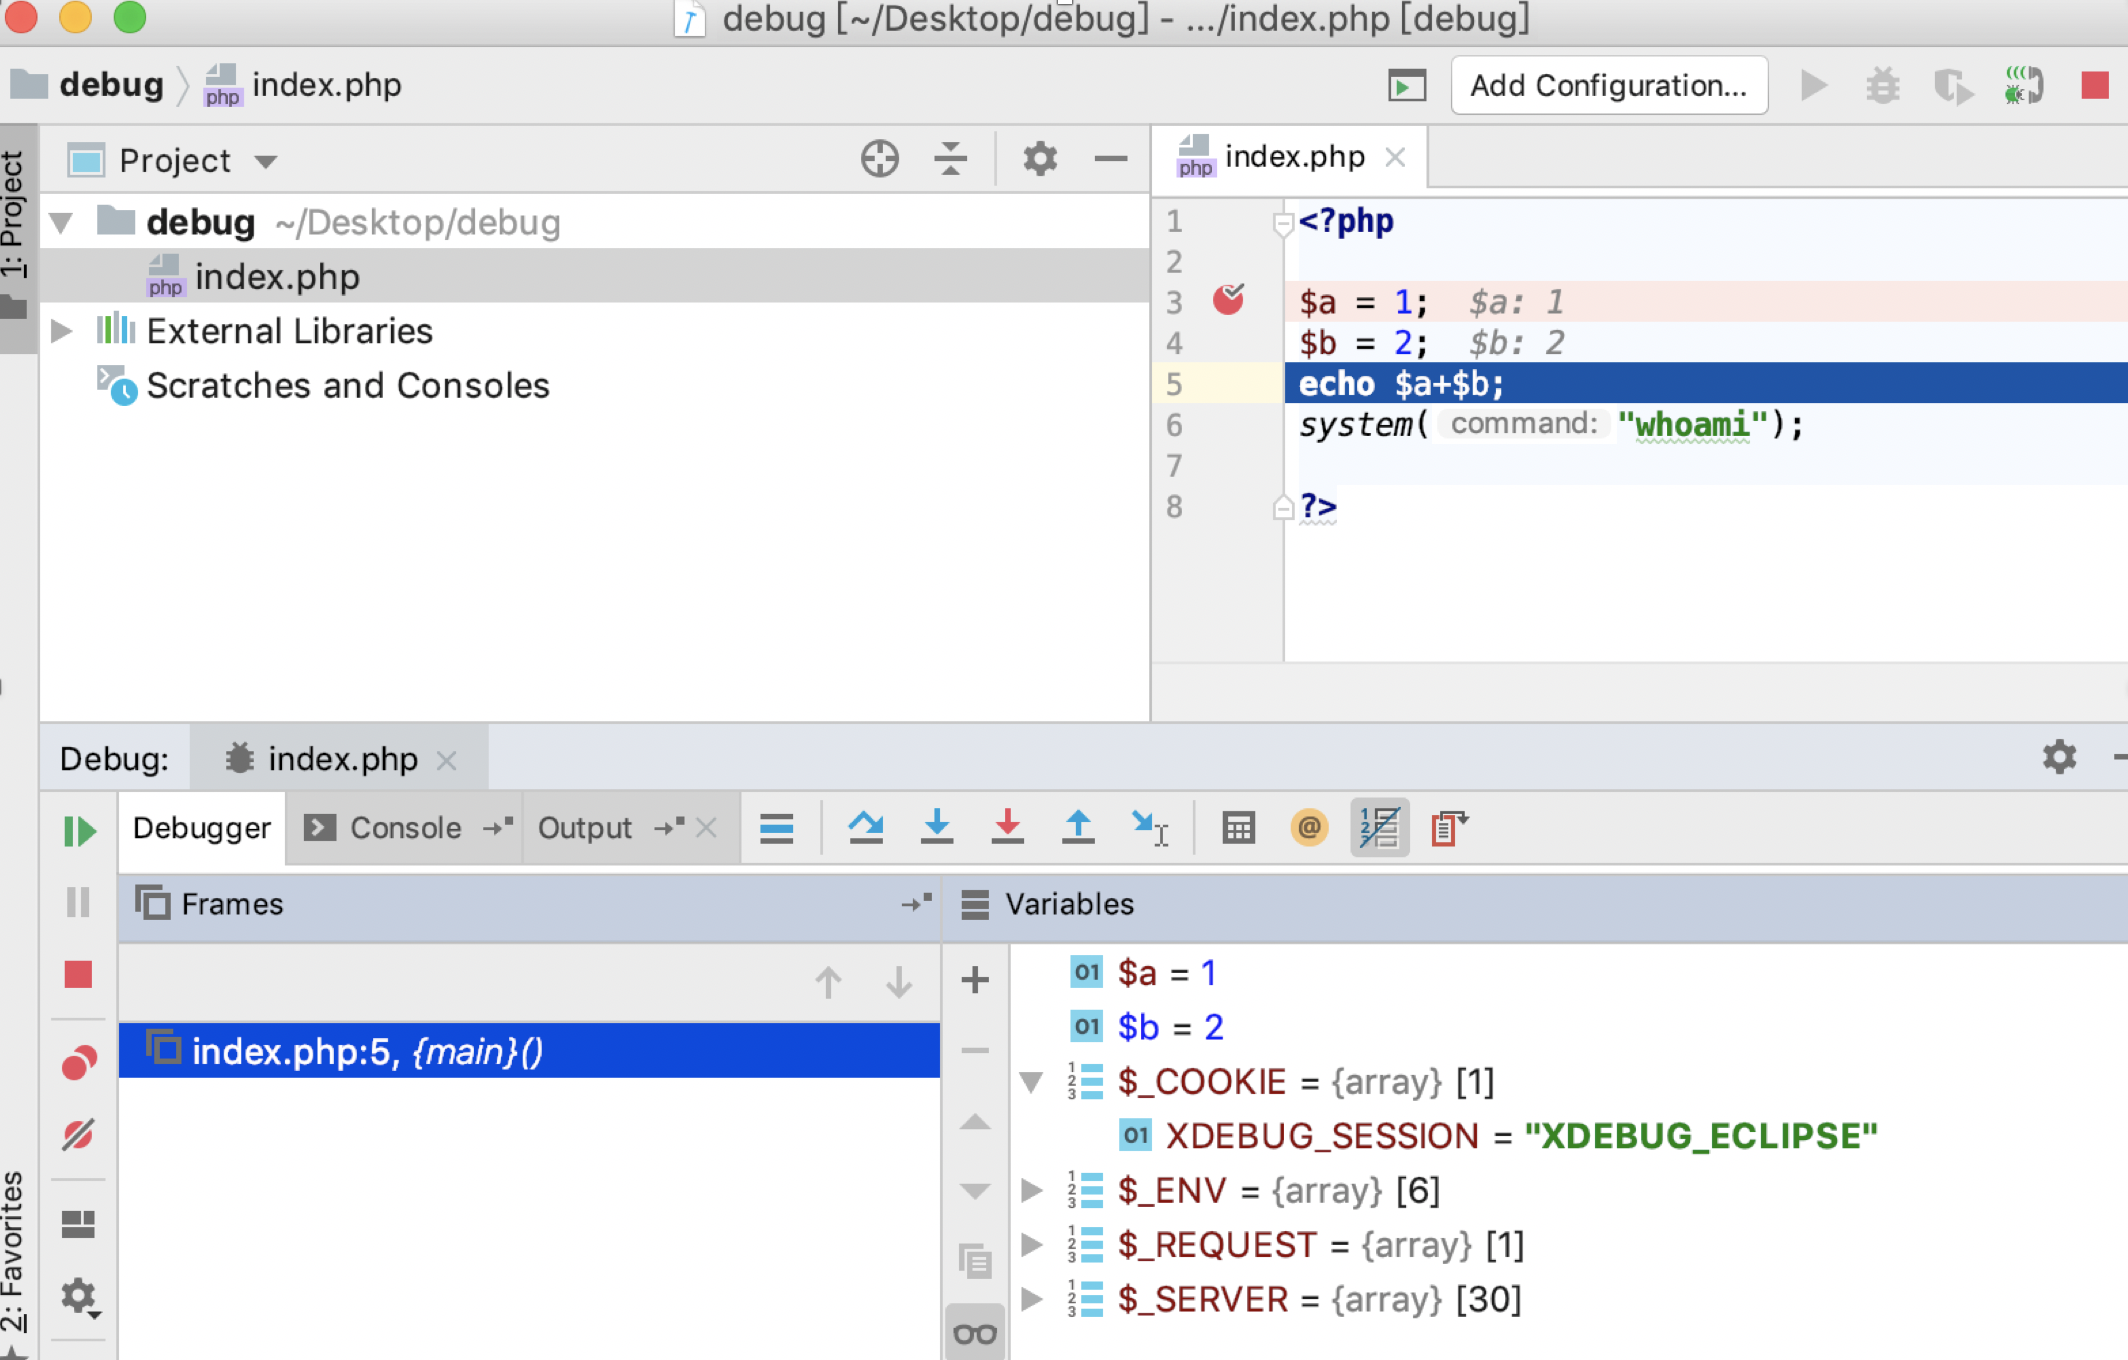 debug [~/Desktop/debug] - .../index.php [debug]
debug
php
index.php
Add Configuration...
1: Project
Project
debug ~/Desktop/debug
php
index.php
External Libraries
Scratches and Consoles
php
index.php
1 <?php
2
3 $a = 1; $a: 1
4 $b = 2; $b: 2
5 echo $a+$b;
6 system( command: "whoami");
7
8 ?>
Debug:
index.php
Debugger
Console
Output
Frames
Variables
index.php:5, {main}()
01 $a = 1
01 $b = 2
$_COOKIE = {array} [1]
01 XDEBUG_SESSION = "XDEBUG_ECLIPSE"
$_ENV = {array} [6]
$_REQUEST = {array} [1]
$_SERVER = {array} [30]
2: Favorites